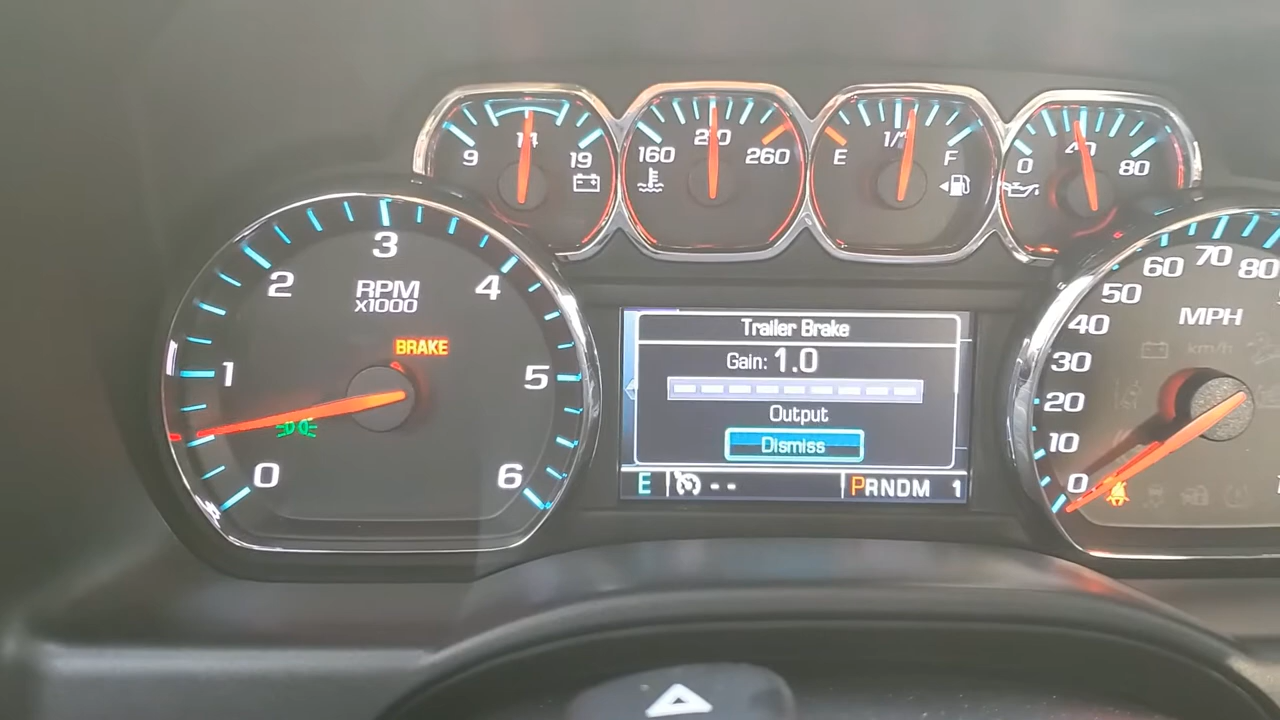 9 14 19
160 210 260
E 1/2 F
0 40 80
0 1 2 3 4 5 6
RPM
x1000
BRAKE
Trailer Brake
Gain: 1.0
Output
Dismiss
E -- PRNDM 1
0 10 20 30 40 50 60 70 80
MPH
km/h